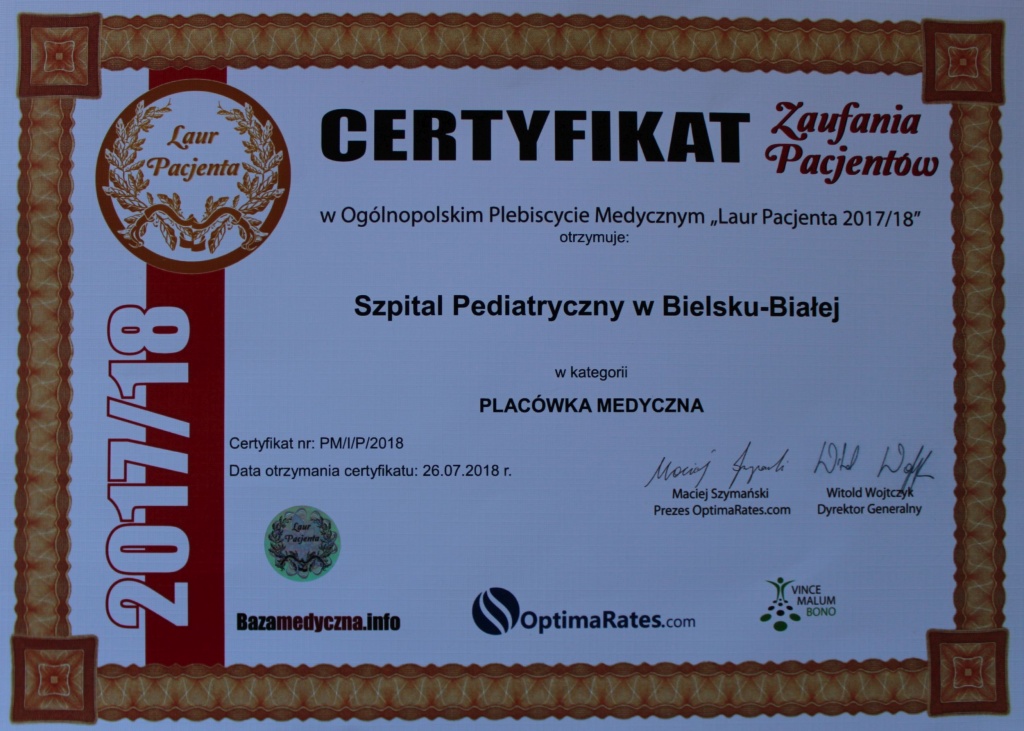 Laur
Pacjenta
CERTYFIKAT
Zaufania
Pacjentów
w Ogólnopolskim Plebiscycie Medycznym „Laur Pacjenta 2017/18”
otrzymuje:
Szpital Pediatryczny w Bielsku-Białej
w kategorii
PLACÓWKA MEDYCZNA
2017/18
Certyfikat nr: PM/I/P/2018
Data otrzymania certyfikatu: 26.07.2018 r.
Maciej Szymański
Prezes OptimaRates.com
Witold Wojtczyk
Dyrektor Generalny
Laur
Pacjenta
Bazamedyczna.info
OptimaRates.com
VINCE
MALUM
BONO